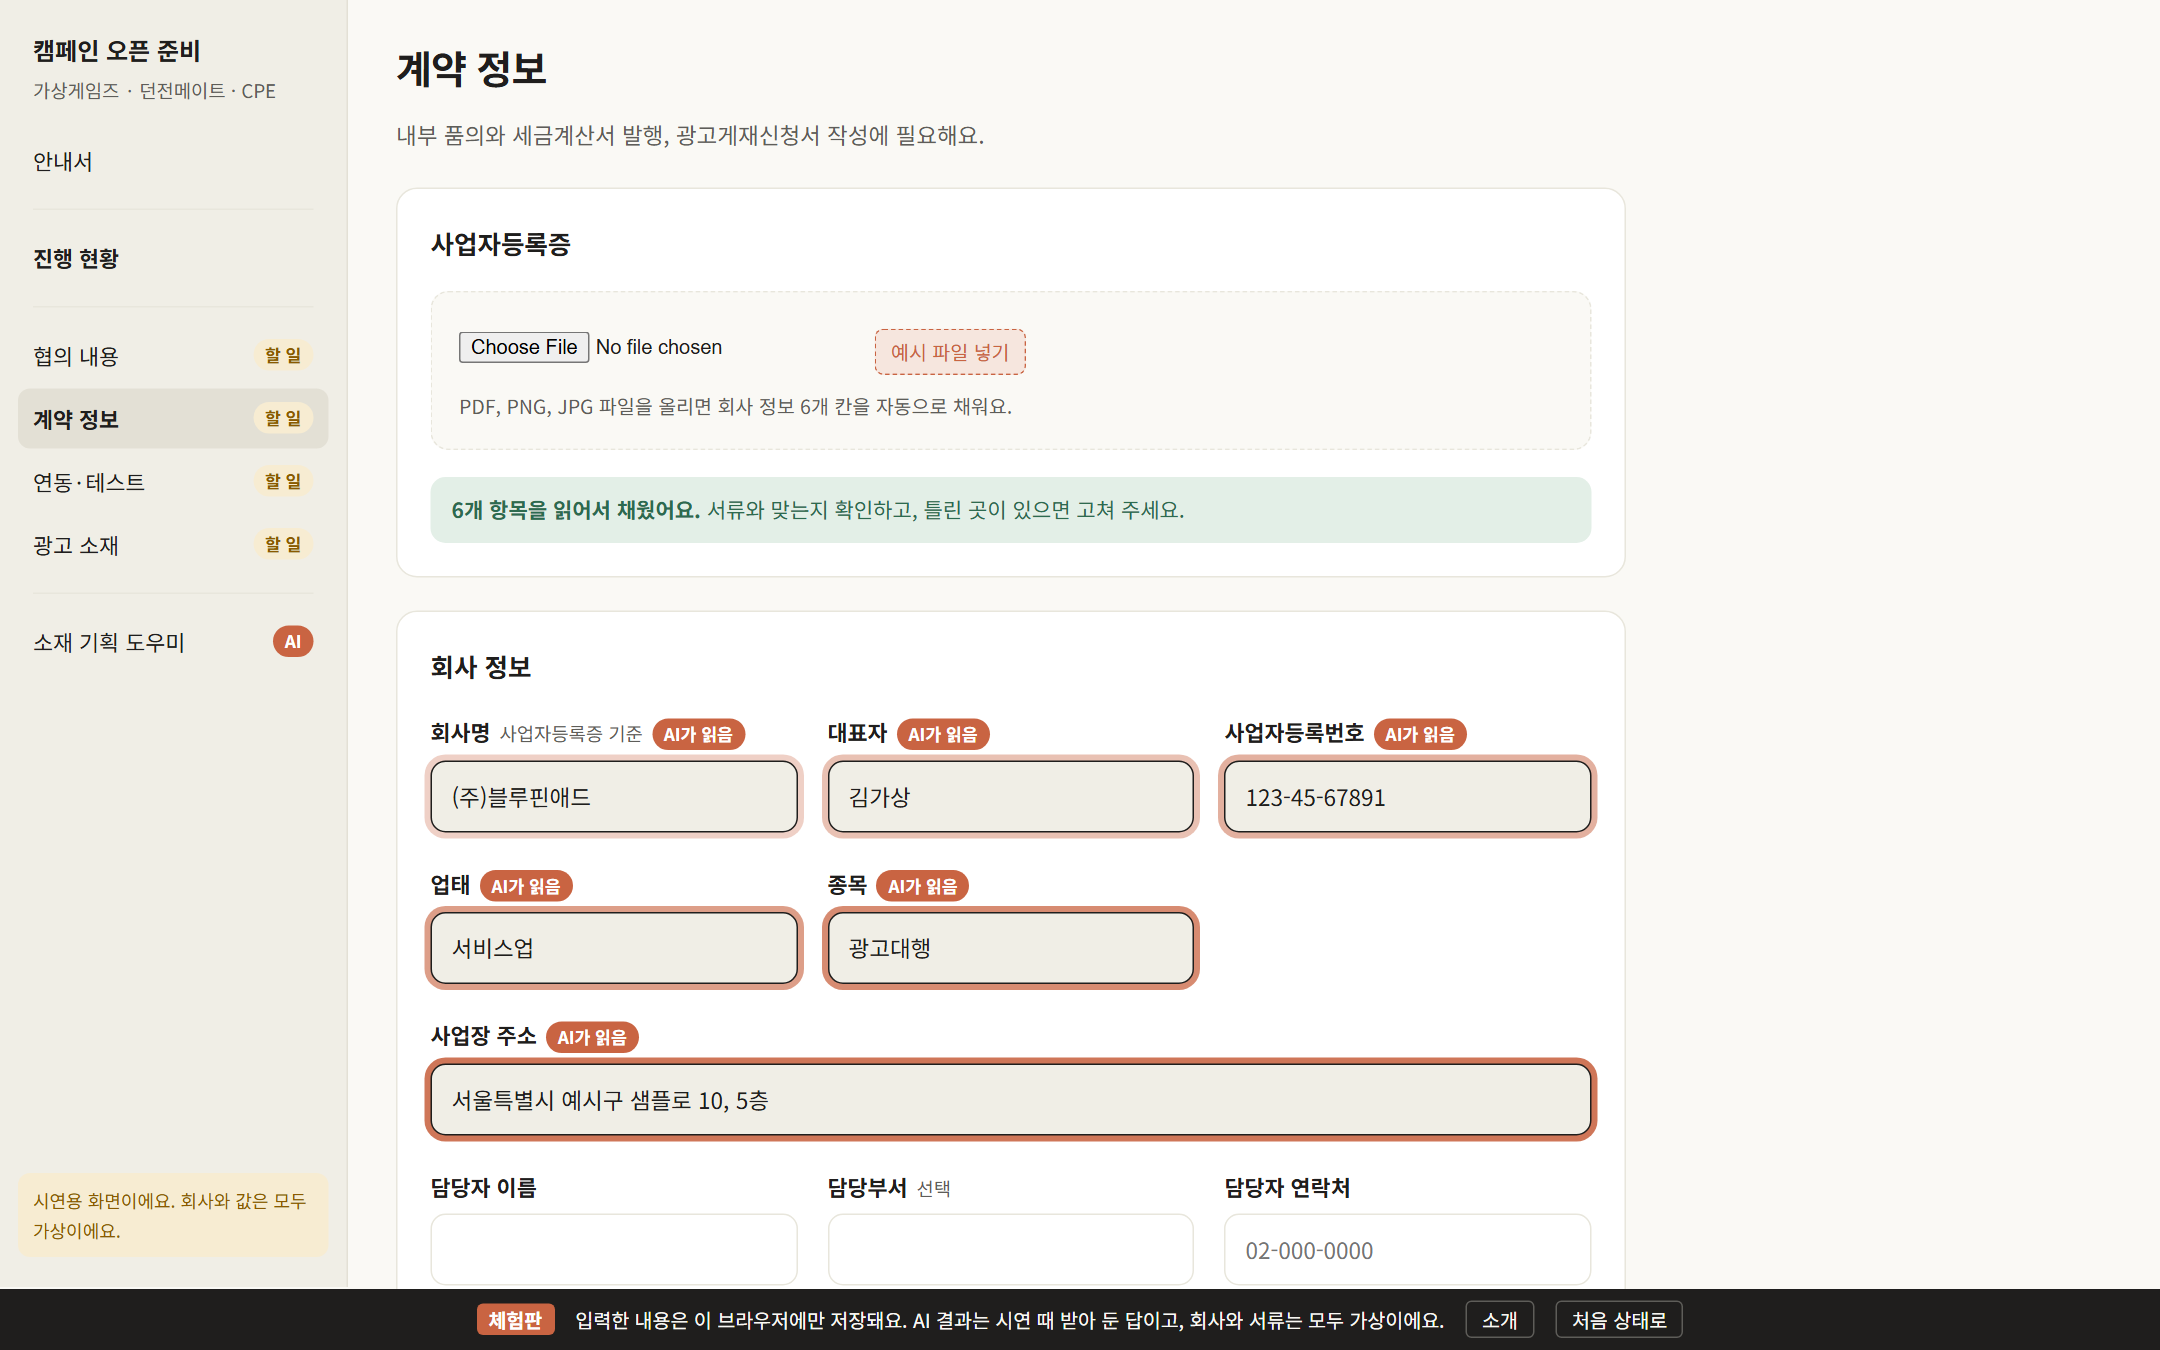 캠페인 오픈 준비
가상게임즈 · 던전메이트 · CPE
안내서
진행 현황
협의 내용 할 일
계약 정보 할 일
연동·테스트 할 일
광고 소재 할 일
소재 기획 도우미 AI
시연용 화면이에요. 회사와 값은 모두
가상이에요.
계약 정보
내부 품의와 세금계산서 발행, 광고게재신청서 작성에 필요해요.
사업자등록증
Choose File No file chosen 예시 파일 넣기
PDF, PNG, JPG 파일을 올리면 회사 정보 6개 칸을 자동으로 채워요.
6개 항목을 읽어서 채웠어요. 서류와 맞는지 확인하고, 틀린 곳이 있으면 고쳐 주세요.
회사 정보
회사명 사업자등록증 기준 AI가 읽음 대표자 AI가 읽음 사업자등록번호 AI가 읽음
(주)블루핀애드 김가상 123-45-67891
업태 AI가 읽음 종목 AI가 읽음
서비스업 광고대행
사업장 주소 AI가 읽음
서울특별시 예시구 샘플로 10, 5층
담당자 이름 담당부서 선택 담당자 연락처
02-000-0000
체험판 입력한 내용은 이 브라우저에만 저장돼요. AI 결과는 시연 때 받아 둔 답이고, 회사와 서류는 모두 가상이에요. 소개 처음 상태로